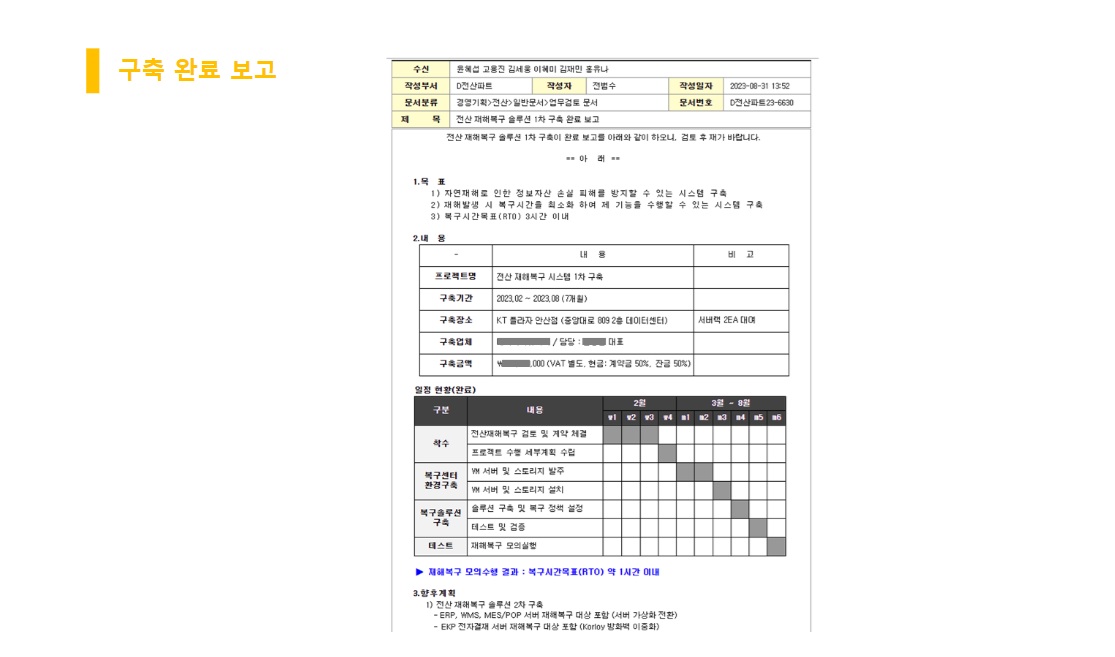 구축 완료 보고
수신 윤혜섭 고용진 김세웅 이혜미 김재민 홍유나
작성부서 D전산파트 작성자 전범수 작성일자 2023-08-31 13:52
문서분류 경영기획>전산>일반문서>업무검토 문서 문서번호 D전산파트23-6630
제 목 전산 재해복구 솔루션 1차 구축 완료 보고
전산 재해복구 솔루션 1차 구축이 완료 보고를 아래와 같이 하오니, 검토 후 재가 바랍니다.
== 아 래 ==
1.목 표
1) 자연재해로 인한 정보자산 손실 피해를 방지할 수 있는 시스템 구축
2) 재해발생 시 복구시간을 최소화 하여 제 기능을 수행할 수 있는 시스템 구축
3) 복구시간목표(RTO) 3시간 이내
2.내 용
- 내 용 비 고
프로젝트명 전산 재해복구 시스템 1차 구축
구축기간 2023.02 ~ 2023.08 (7개월)
구축장소 KT 플라자 안산점 (중앙대로 809 2층 데이터센터) 서버랙 2EA 대여
구축업체 / 담당 : 대표
구축금액 ₩ ,000 (VAT 별도, 현금: 계약금 50%, 잔금 50%)
일정 현황(완료)
구분 내용 2월 3월 ~ 8월
w1 w2 w3 w4 m1 m2 m3 m4 m5 m6
착수 전산재해복구 검토 및 계약 체결
프로젝트 수행 세부계획 수립
복구센터 환경구축 VM 서버 및 스토리지 발주
VM 서버 및 스토리지 설치
복구솔루션 구축 솔루션 구축 및 복구 정책 설정
테스트 및 검증
테스트 재해복구 모의실행
▶ 재해복구 모의수행 결과 : 복구시간목표(RTO) 약 1시간 이내
3.향후계획
1) 전산 재해복구 솔루션 2차 구축
- ERP, WMS, MES/POP 서버 재해복구 대상 포함 (서버 가상화 전환)
- EKP 전자결재 서버 재해복구 대상 포함 (Korloy 방화벽 이중화)